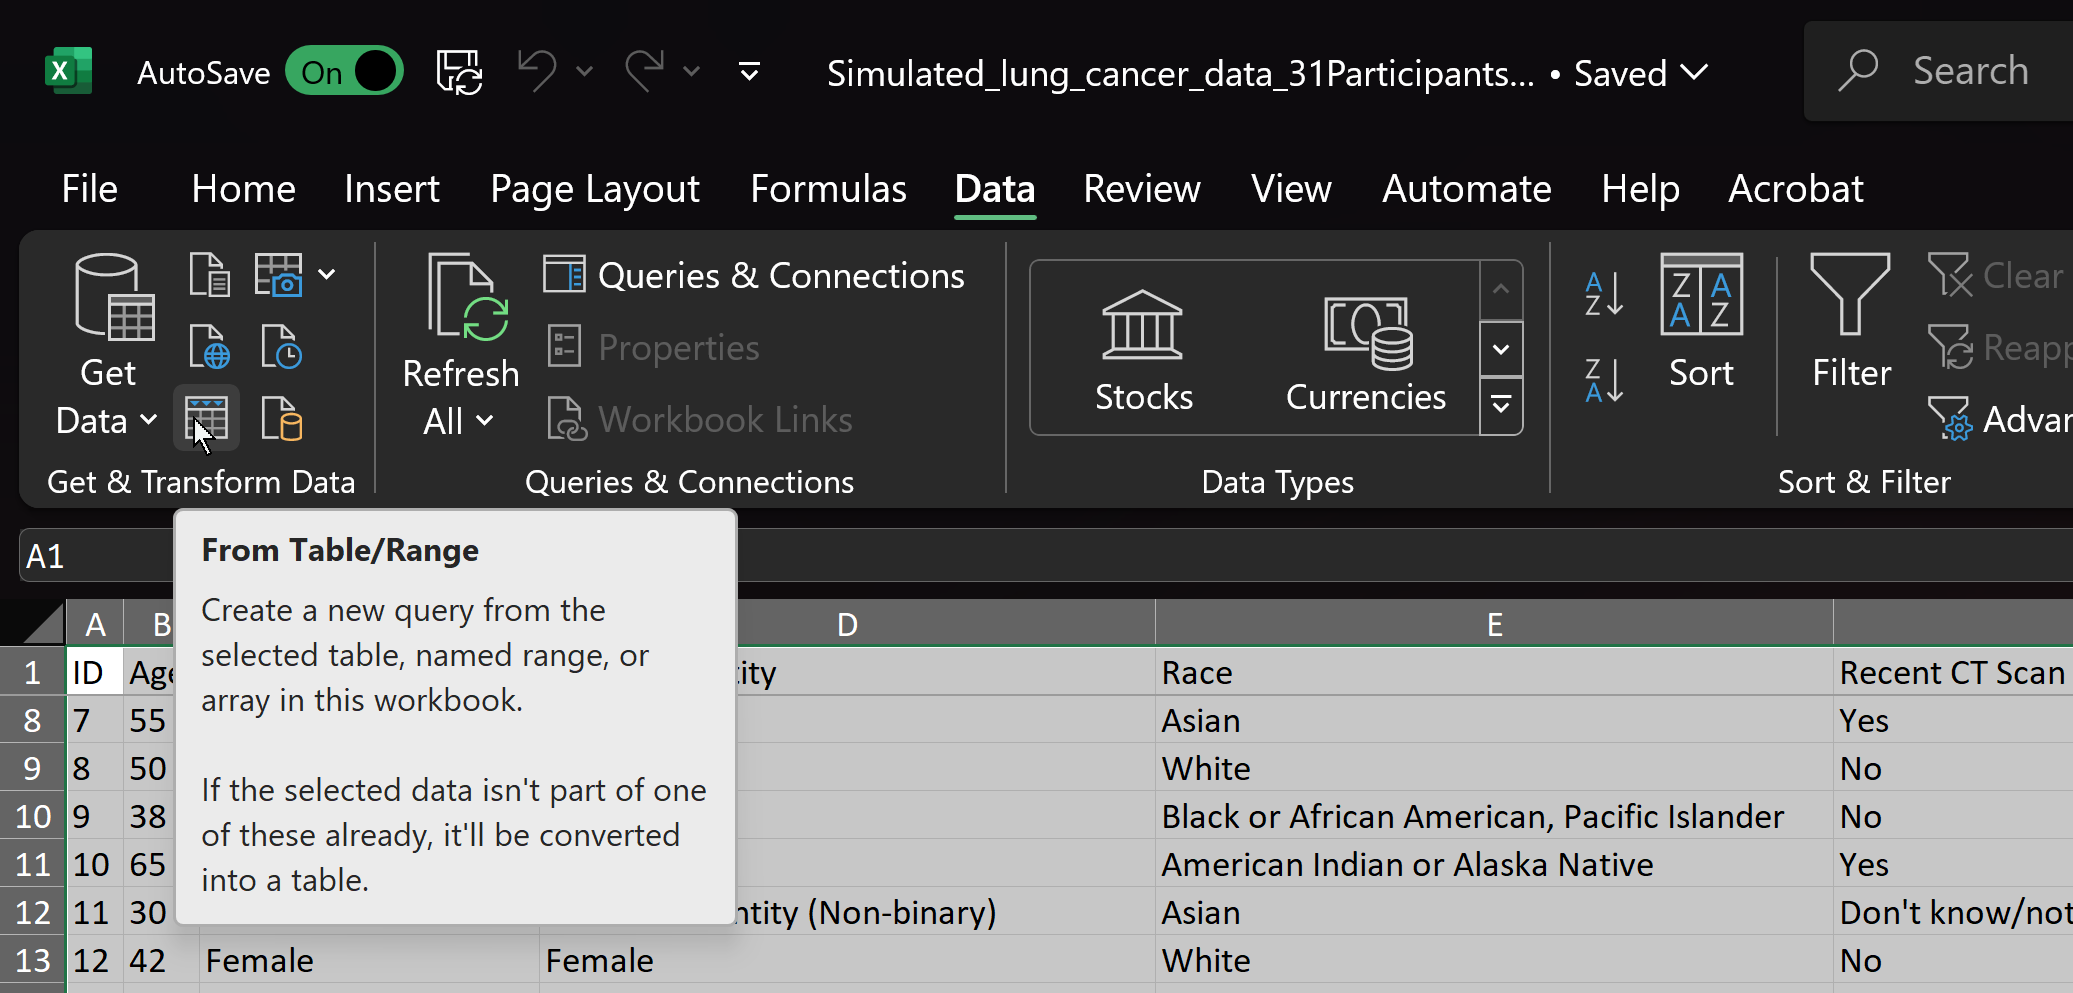 AutoSave On Simulated_lung_cancer_data_31Participants... • Saved Search
File Home Insert Page Layout Formulas Data Review View Automate Help Acrobat
Get Data
Refresh All
Queries & Connections
Properties
Workbook Links
Stocks Currencies
Sort Filter
Clear
Get & Transform Data Queries & Connections Data Types Sort & Filter
A1
From Table/Range
Create a new query from the
selected table, named range, or
array in this workbook.
If the selected data isn't part of one
of these already, it'll be converted
into a table.
A B D E
1 ID Race Recent CT Scan
8 7 55 Asian Yes
9 8 50 White No
10 9 38 Black or African American, Pacific Islander No
11 10 65 American Indian or Alaska Native Yes
12 11 30 (Non-binary) Asian Don't know/not
13 12 42 Female Female White No